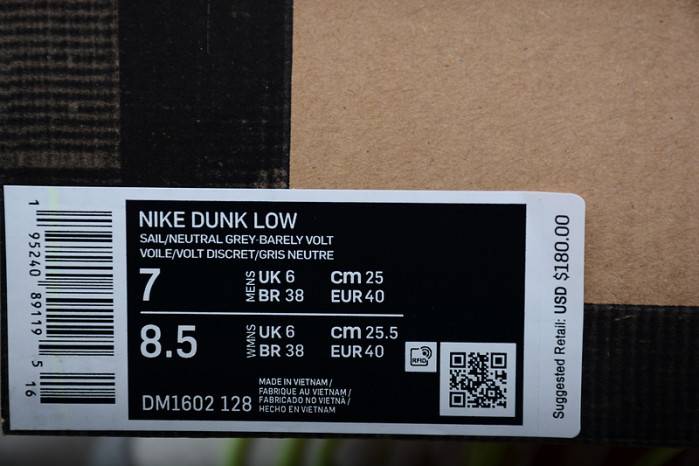 NIKE DUNK LOW
SAIL/NEUTRAL GREY-BARELY VOLT
VOILE/VOLT DISCRET/GRIS NEUTRE
7 MENS UK 6 cm 25
BR 38 EUR 40
8.5 WMNS UK 6 cm 25.5
BR 38 EUR 40
RFID
DM1602 128
MADE IN VIETNAM /
FABRIQUE AU VIETNAM /
FABRICADO NO VIETNÃ /
HECHO EN VIETNAM
1 95240 89119 5 16
Suggested Retail: USD $180.00